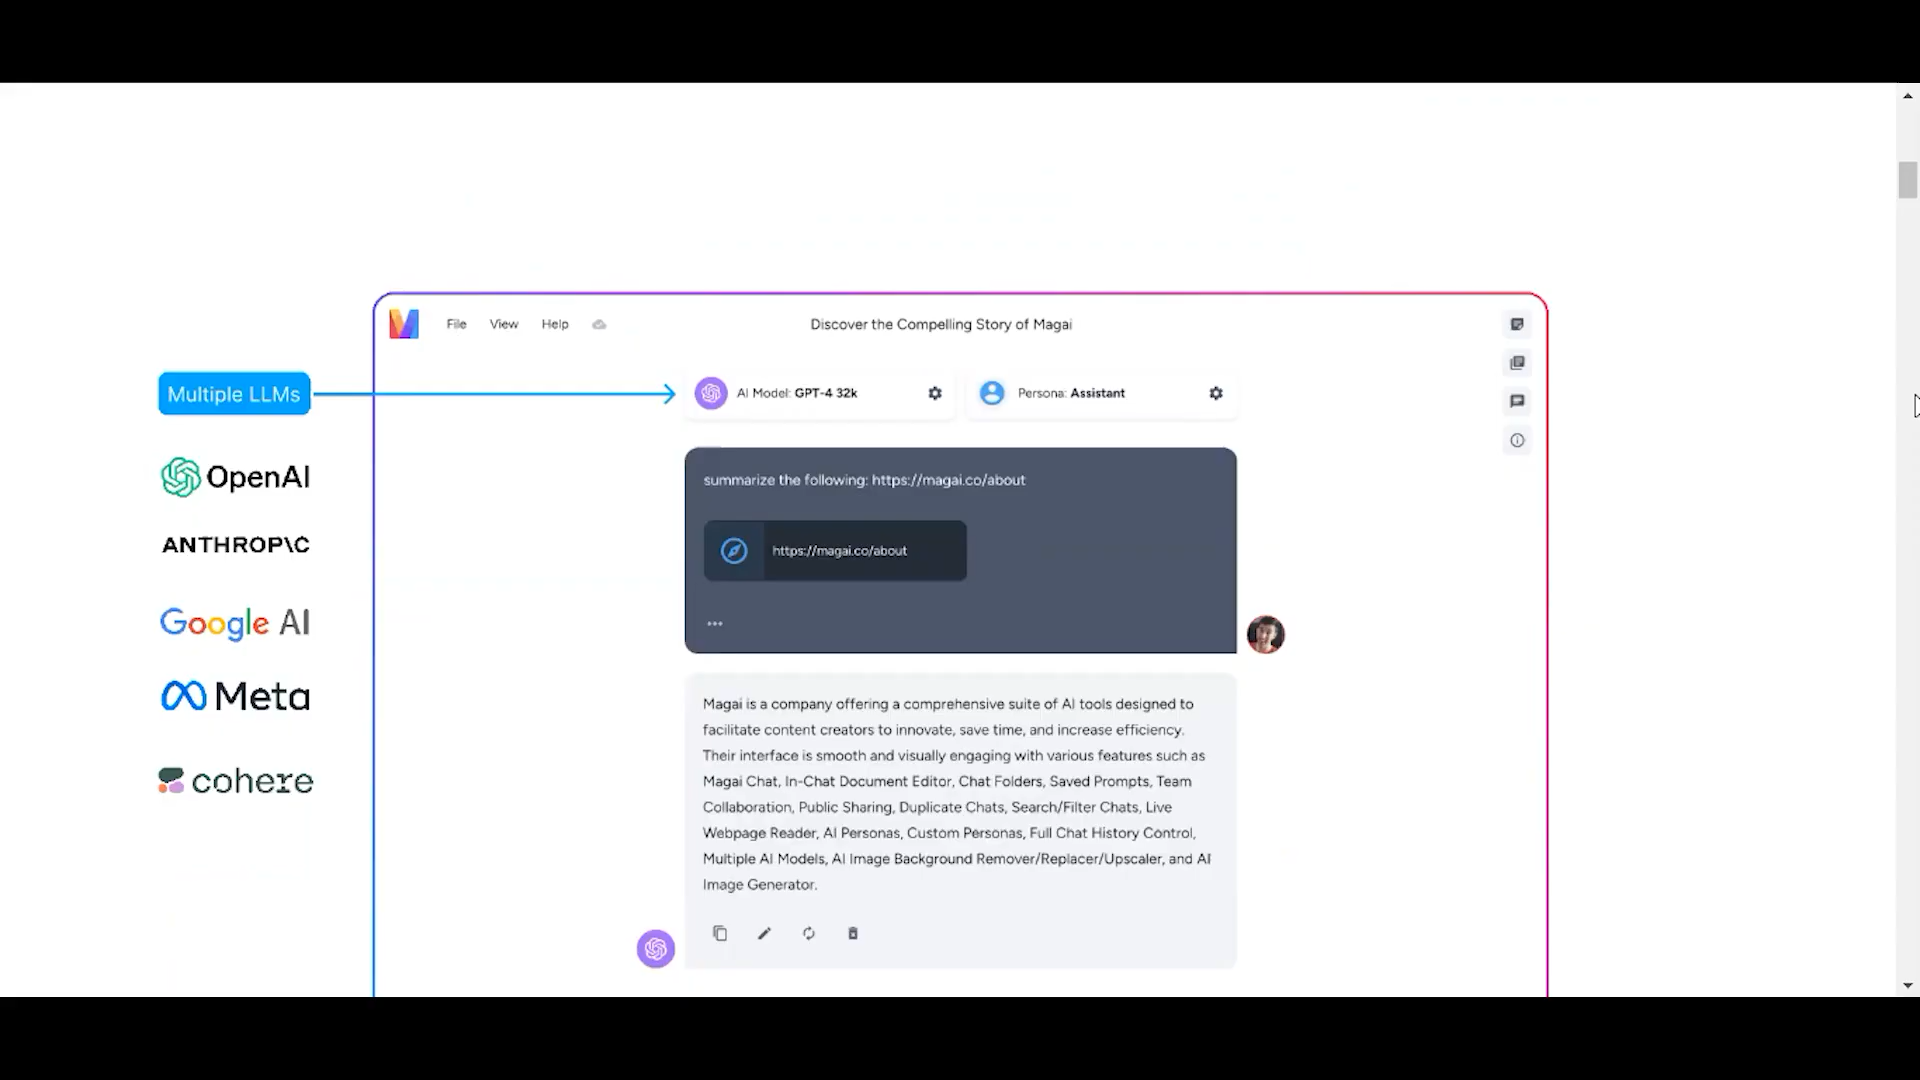 File View Help
Discover the Compelling Story of Magai
Multiple LLMs
AI Model: GPT-4 32k
Persona: Assistant
OpenAI
ANTHROP\C
Google AI
Meta
cohere
summarize the following: https://magai.co/about
https://magai.co/about
Magai is a company offering a comprehensive suite of AI tools designed to
facilitate content creators to innovate, save time, and increase efficiency.
Their interface is smooth and visually engaging with various features such as
Magai Chat, In-Chat Document Editor, Chat Folders, Saved Prompts, Team
Collaboration, Public Sharing, Duplicate Chats, Search/Filter Chats, Live
Webpage Reader, AI Personas, Custom Personas, Full Chat History Control,
Multiple AI Models, AI Image Background Remover/Replacer/Upscaler, and AI
Image Generator.